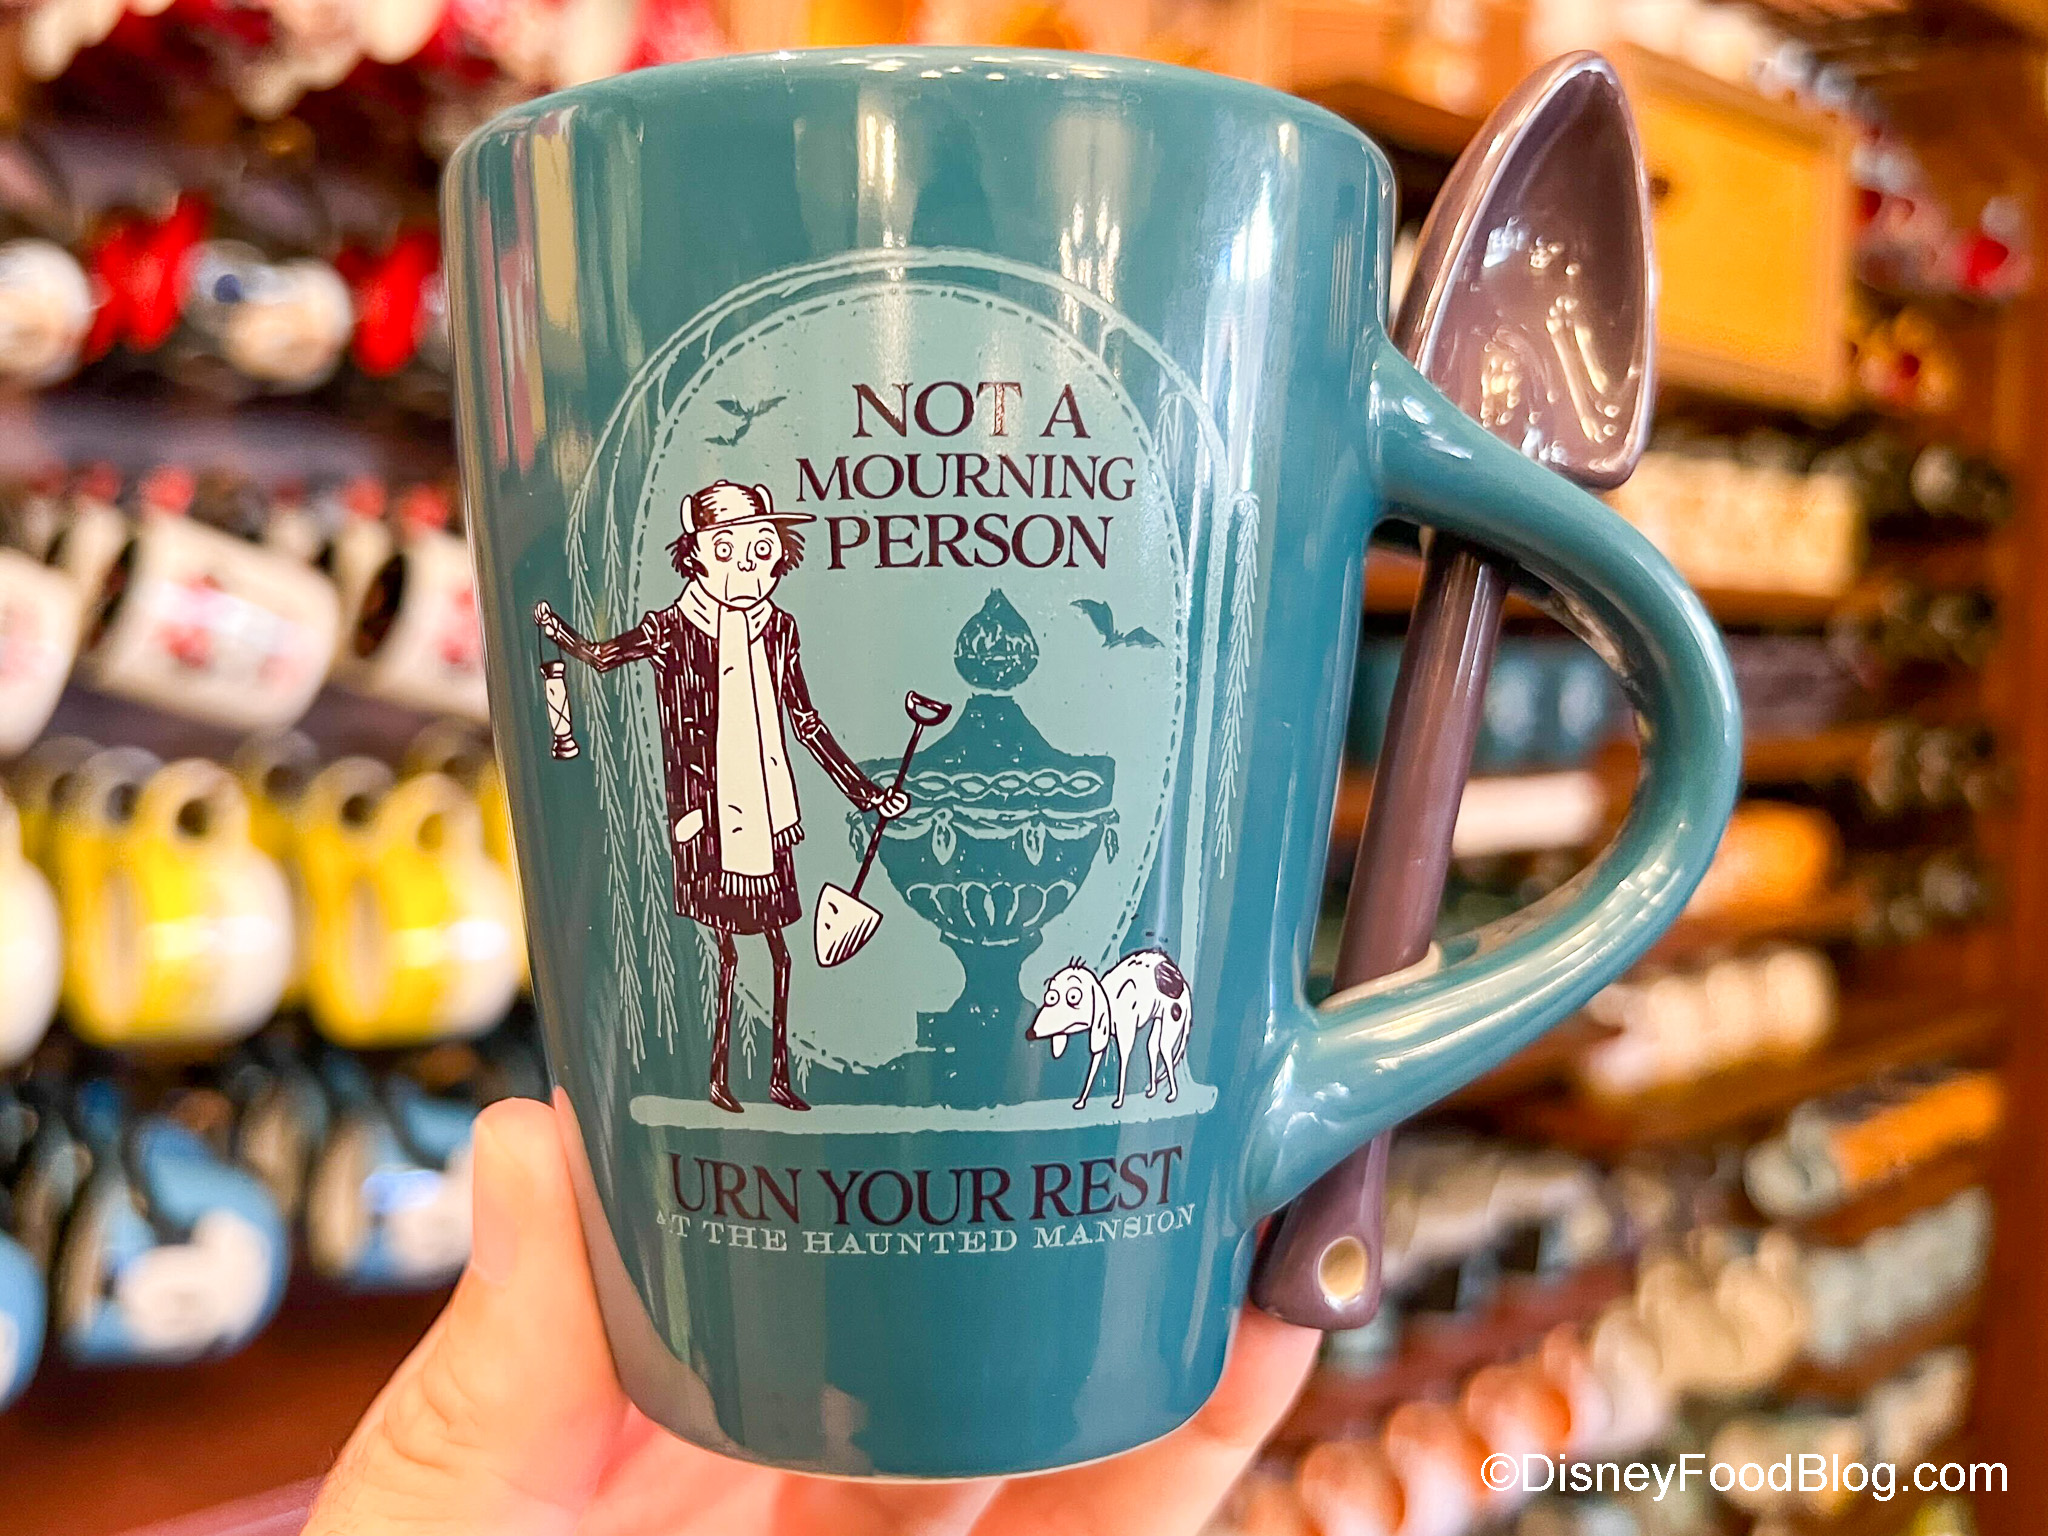 NOT A
MOURNING
PERSON
URN YOUR REST
AT THE HAUNTED MANSION
©DisneyFoodBlog.com